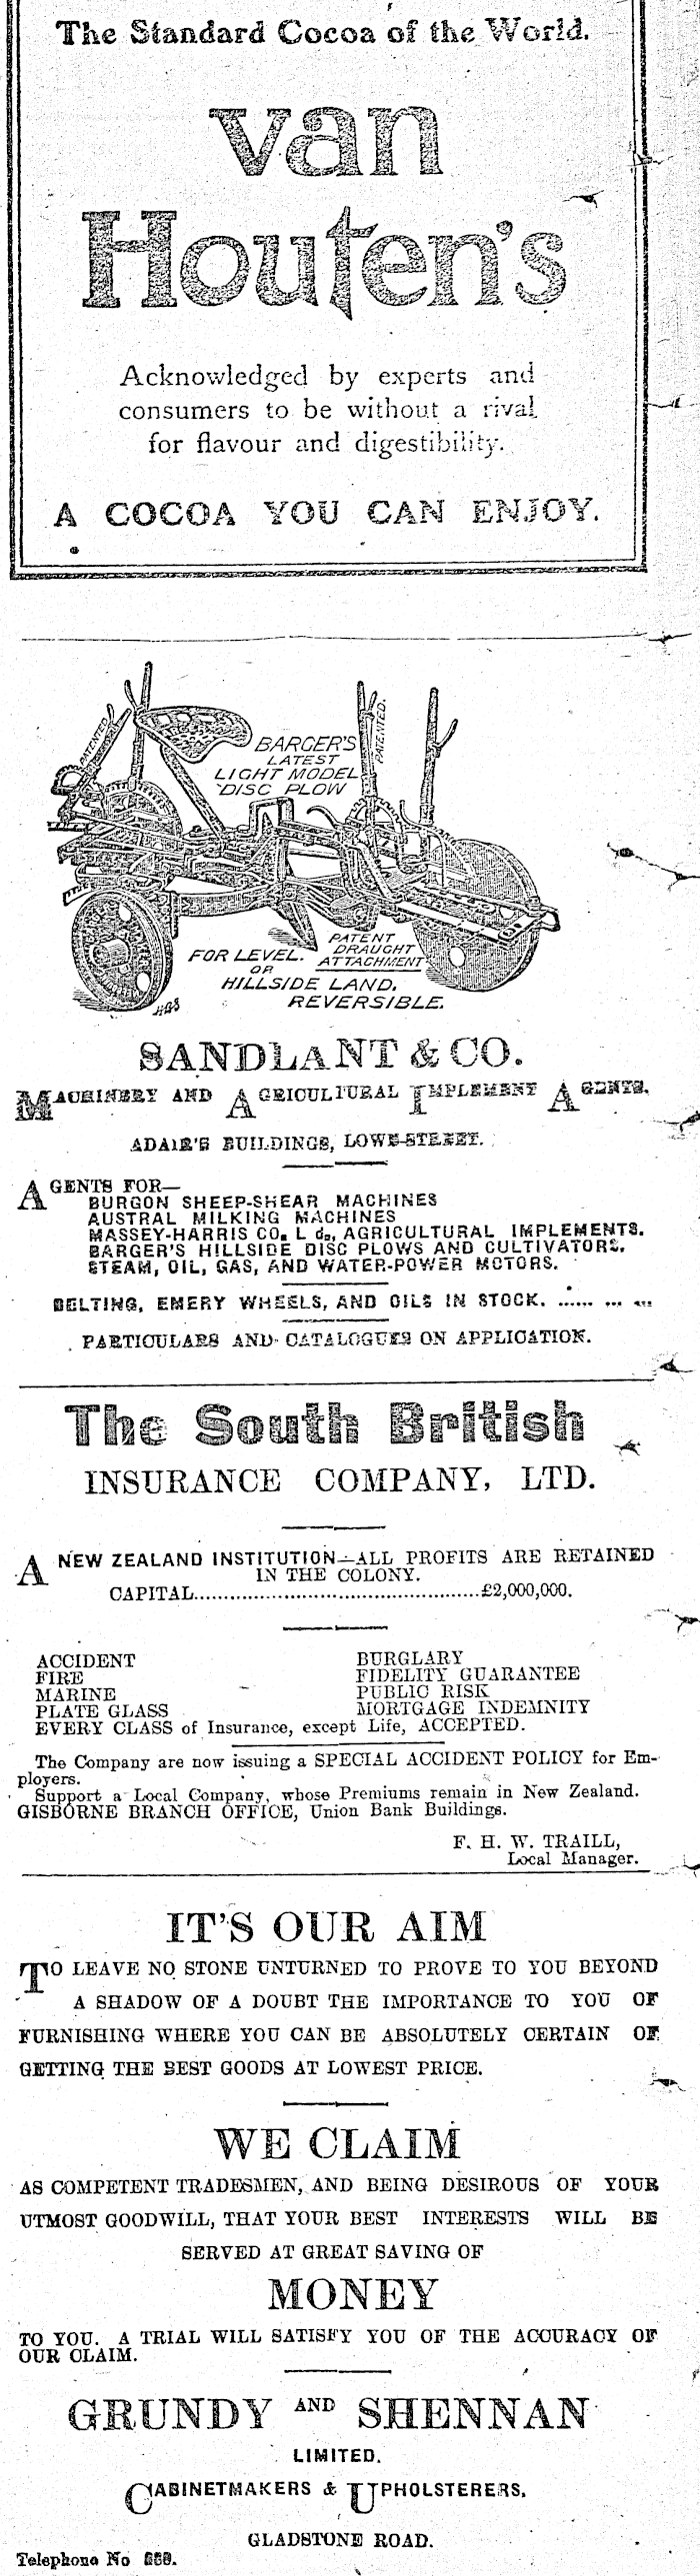 The Standard Cocoa of the World.
van
Houten's
Acknowledged by experts and
consumers to be without a rival
for flavour and digestibility.
A COCOA YOU CAN ENJOY.
PATENTED.
PATENTED.
BARGER'S
LATEST
LIGHT MODEL
DISC PLOW
FOR LEVEL.
OR
HILLSIDE LAND.
REVERSIBLE.
PATENT
DRAUGHT
ATTACHMENT
HGS
SANDLANT & CO.
MACHINERY AND AGRICULTURAL IMPLEMENT AGENTS.
ADAIR'S BUILDINGS, LOWE-STREET.
AGENTS FOR—
BURGON SHEEP-SHEAR MACHINES
AUSTRAL MILKING MACHINES
MASSEY-HARRIS CO. L d., AGRICULTURAL IMPLEMENTS.
BARGER'S HILLSIDE DISC PLOWS AND CULTIVATORS.
STEAM, OIL, GAS, AND WATER-POWER MOTORS.
BELTING, EMERY WHEELS, AND OILS IN STOCK. ...... ... ...
PARTICULARS AND CATALOGUES ON APPLICATION.
The South British
INSURANCE COMPANY, LTD.
A NEW ZEALAND INSTITUTION—ALL PROFITS ARE RETAINED
IN THE COLONY.
CAPITAL................................................£2,000,000.
ACCIDENT BURGLARY
FIRE FIDELITY GUARANTEE
MARINE PUBLIC RISK
PLATE GLASS MORTGAGE INDEMNITY
EVERY CLASS of Insurance, except Life, ACCEPTED.
The Company are now issuing a SPECIAL ACCIDENT POLICY for Em-
ployers.
Support a Local Company, whose Premiums remain in New Zealand.
GISBORNE BRANCH OFFICE, Union Bank Buildings.
F. H. W. TRAILL,
Local Manager.
IT'S OUR AIM
TO LEAVE NO STONE UNTURNED TO PROVE TO YOU BEYOND
A SHADOW OF A DOUBT THE IMPORTANCE TO YOU OF
FURNISHING WHERE YOU CAN BE ABSOLUTELY CERTAIN OF
GETTING THE BEST GOODS AT LOWEST PRICE.
WE CLAIM
AS COMPETENT TRADESMEN, AND BEING DESIROUS OF YOUR
UTMOST GOODWILL, THAT YOUR BEST INTERESTS WILL BE
SERVED AT GREAT SAVING OF
MONEY
TO YOU. A TRIAL WILL SATISFY YOU OF THE ACCURACY OF
OUR CLAIM.
GRUNDY AND SHENNAN
LIMITED.
CABINETMAKERS & UPHOLSTERERS,
GLADSTONE ROAD.
Telephone No